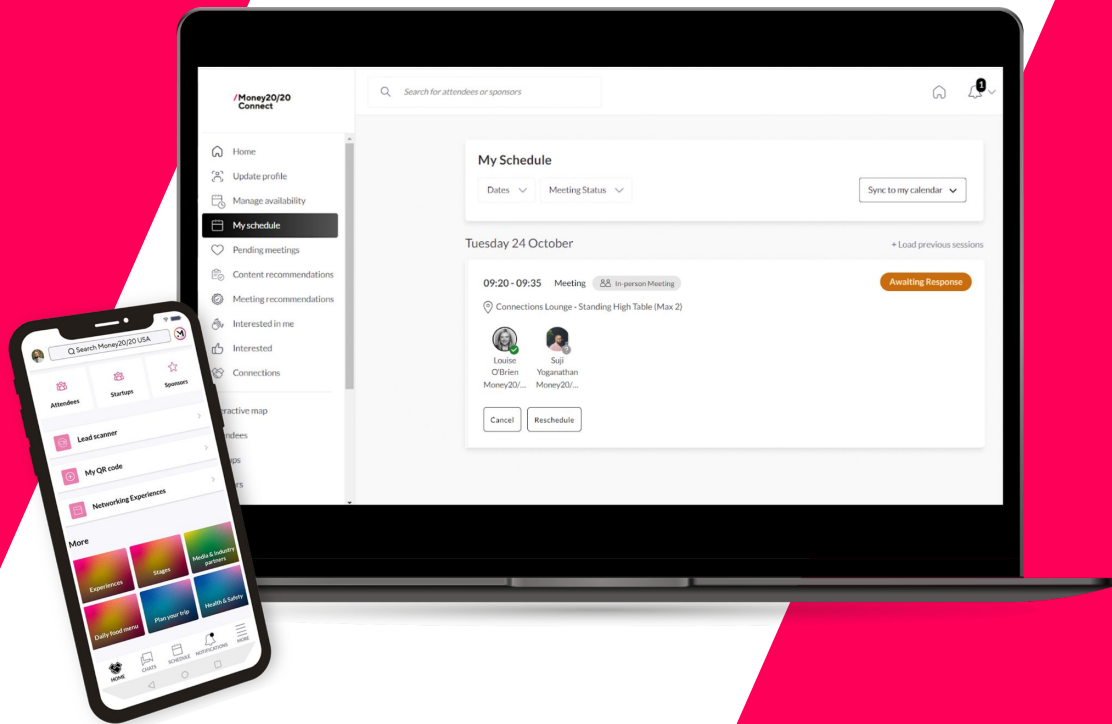 /Money20/20
Connect
Search for attendees or sponsors
1
Home
Update profile
Manage availability
My schedule
Pending meetings
Content recommendations
Meeting recommendations
Interested in me
Interested
Connections
My Schedule
Dates
Meeting Status
Sync to my calendar
Tuesday 24 October
+ Load previous sessions
09:20 - 09:35 Meeting In-person Meeting
Awaiting Response
Connections Lounge - Standing High Table (Max 2)
Louise
O'Brien
Money20/...
Suji
Yoganathan
Money20/...
Cancel
Reschedule
Search Money20/20 USA
Attendees
Startups
Sponsors
Lead scanner
My QR code
Networking Experiences
More
Experiences
Stages
Media & Industry
partners
Daily food menu
Plan your trip
Health & Safety
HOME
CHATS
SCHEDULE
NOTIFICATIONS
MORE